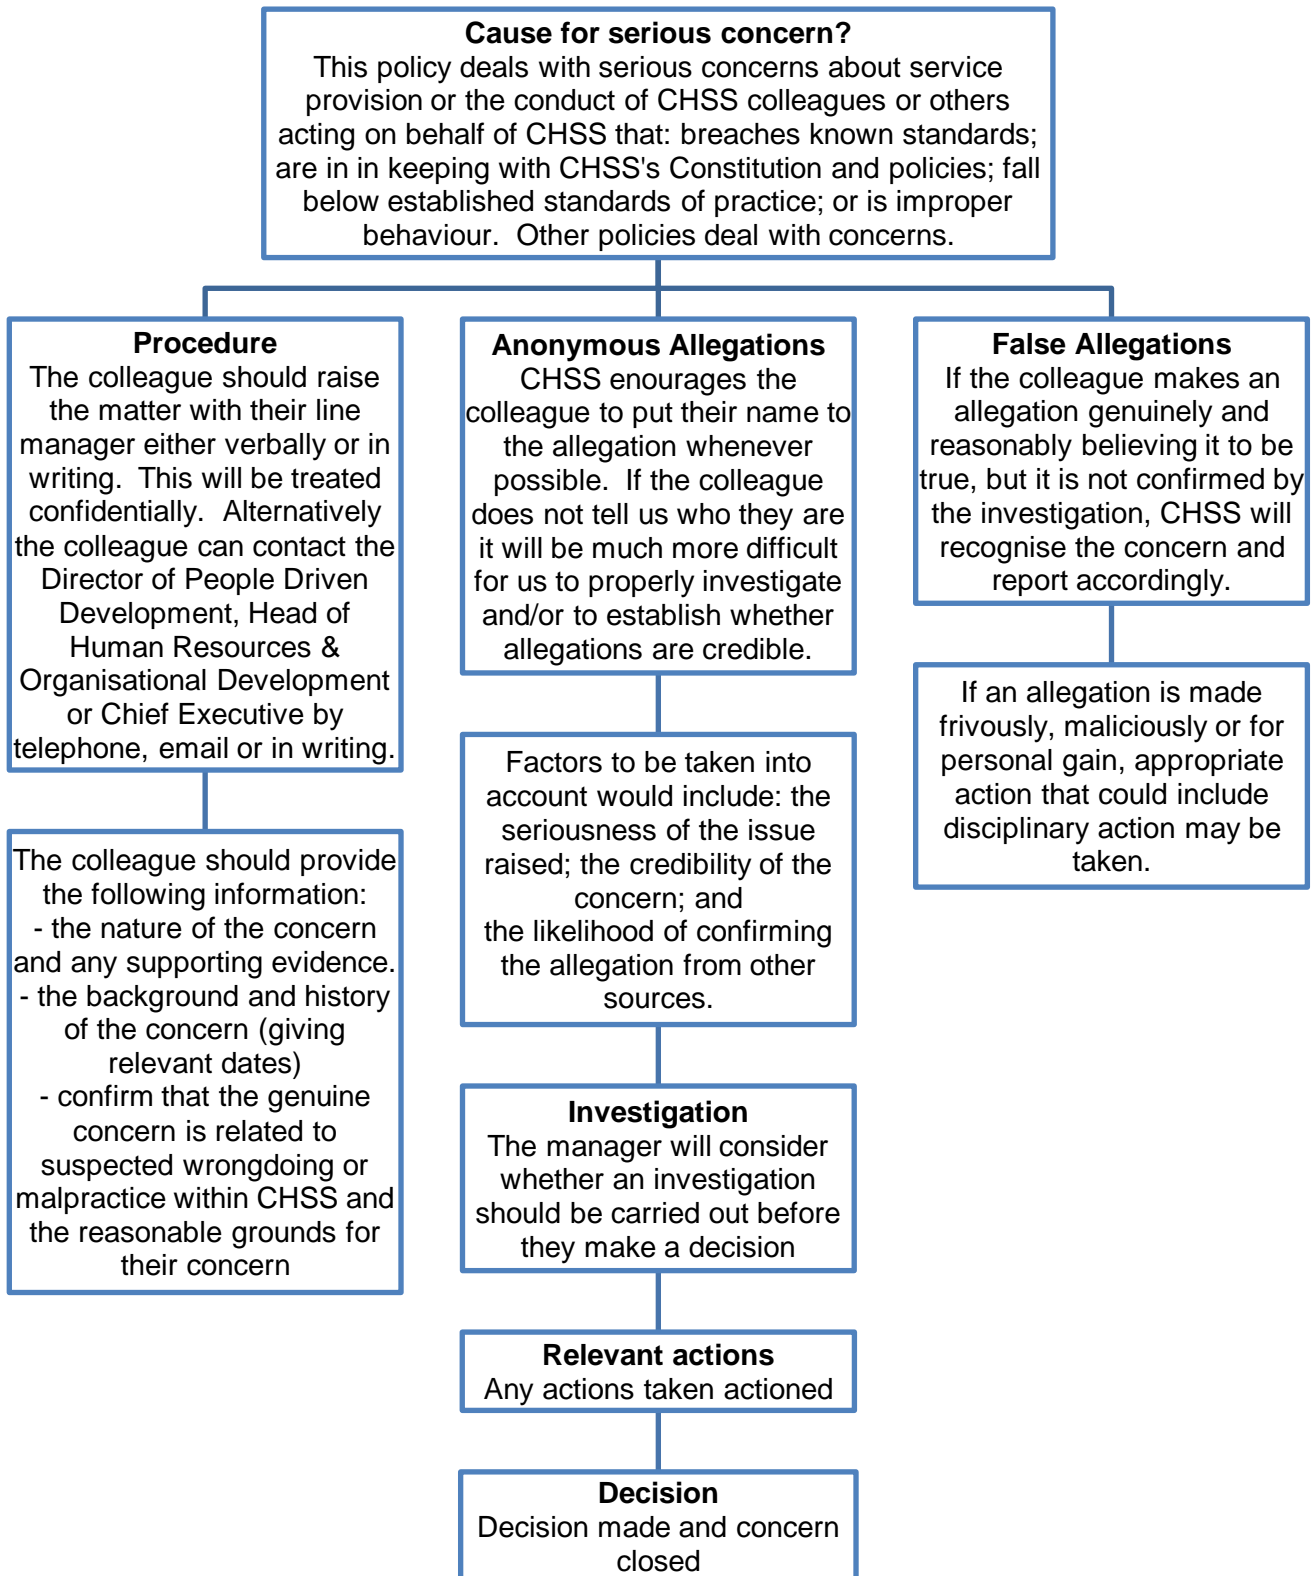 Cause for serious concern?
This policy deals with serious concerns about service
provision or the conduct of CHSS colleagues or others
acting on behalf of CHSS that: breaches known standards;
are in in keeping with CHSS's Constitution and policies; fall
below established standards of practice; or is improper
behaviour.  Other policies deal with concerns.
Procedure
The colleague should raise
the matter with their line
manager either verbally or in
writing.  This will be treated
confidentially.  Alternatively
the colleague can contact the
Director of People Driven
Development, Head of
Human Resources &
Organisational Development
or Chief Executive by
telephone, email or in writing.
The colleague should provide
the following information:
- the nature of the concern
and any supporting evidence.
- the background and history
of the concern (giving
relevant dates)
- confirm that the genuine
concern is related to
suspected wrongdoing or
malpractice within CHSS and
the reasonable grounds for
their concern
Anonymous Allegations
CHSS enourages the
colleague to put their name to
the allegation whenever
possible.  If the colleague
does not tell us who they are
it will be much more difficult
for us to properly investigate
and/or to establish whether
allegations are credible.
Factors to be taken into
account would include: the
seriousness of the issue
raised; the credibility of the
concern; and
the likelihood of confirming
the allegation from other
sources.
Investigation
The manager will consider
whether an investigation
should be carried out before
they make a decision
Relevant actions
Any actions taken actioned
Decision
Decision made and concern
closed
False Allegations
If the colleague makes an
allegation genuinely and
reasonably believing it to be
true, but it is not confirmed by
the investigation, CHSS will
recognise the concern and
report accordingly.
If an allegation is made
frivously, maliciously or for
personal gain, appropriate
action that could include
disciplinary action may be
taken.